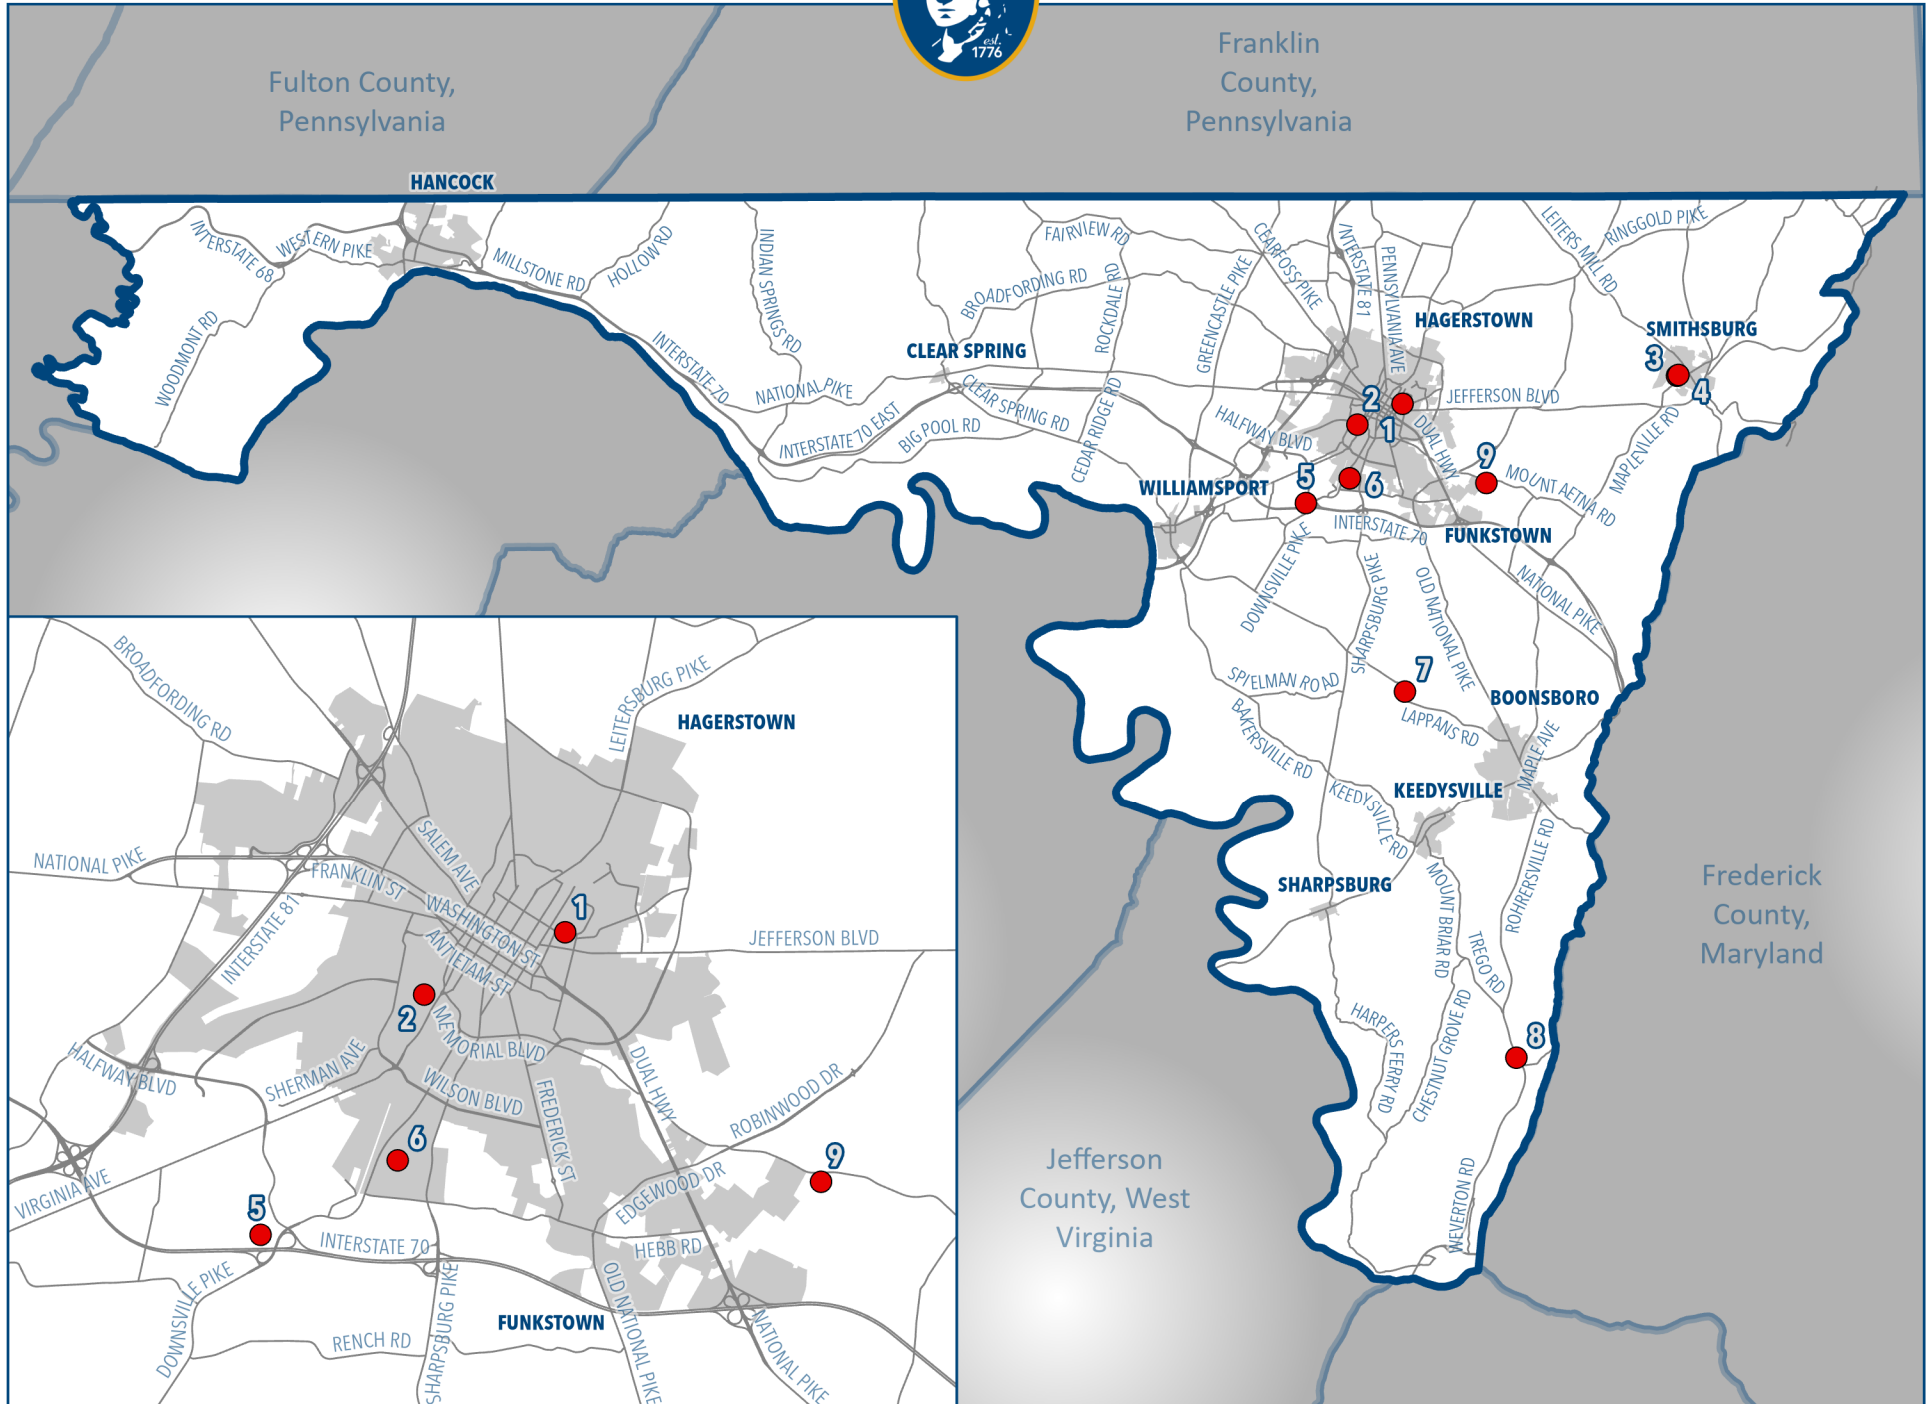 est.
1776
Fulton County,
Pennsylvania
Franklin
County,
Pennsylvania
HANCOCK
INTERSTATE 68
WESTERN PIKE
WOODMONT RD
MILLSTONE RD
HOLLOW RD
INDIAN SPRINGS RD
INTERSTATE 70
NATIONAL PIKE
INTERSTATE 70 EAST
BIG POOL RD
CLEAR SPRING
CLEAR SPRING RD
BROADFORDING RD
FAIRVIEW RD
ROCKDALE RD
CEDAR RIDGE RD
GREENCASTLE PIKE
CEARFOSS PIKE
INTERSTATE 81
PENNSYLVANIA AVE
HAGERSTOWN
LEITERS MILL RD
RINGGOLD PIKE
SMITHSBURG
3
4
JEFFERSON BLVD
2
1
HALFWAY BLVD
DUAL HWY
MAPLEVILLE RD
9
MOUNT AETNA RD
5
6
WILLIAMSPORT
INTERSTATE 70
FUNKSTOWN
DOWNSVILLE PIKE
SHARPSBURG PIKE
OLD NATIONAL PIKE
NATIONAL PIKE
7
SPIELMAN ROAD
BOONSBORO
LAPPANS RD
BAKERSVILLE RD
MAPLE AVE
KEEDYSVILLE
KEEDYSVILLE RD
ROHRERSVILLE RD
SHARPSBURG
MOUNT BRIAR RD
TREGO RD
HARPERS FERRY RD
CHESTNUT GROVE RD
8
WEVERTON RD
Frederick
County,
Maryland
Jefferson
County, West
Virginia
BROADFORDING RD
LEITERSBURG PIKE
HAGERSTOWN
NATIONAL PIKE
SALEM AVE
FRANKLIN ST
WASHINGTON ST
ANTIETAM ST
INTERSTATE 81
1
JEFFERSON BLVD
2
MEMORIAL BLVD
HALFWAY BLVD
SHERMAN AVE
WILSON BLVD
FREDERICK ST
DUAL HWY
ROBINWOOD DR
6
9
VIRGINIA AVE
5
EDGEWOOD DR
INTERSTATE 70
HEBB RD
DOWNSVILLE PIKE
SHARPSBURG PIKE
FUNKSTOWN
OLD NATIONAL PIKE
RENCH RD
NATIONAL PIKE